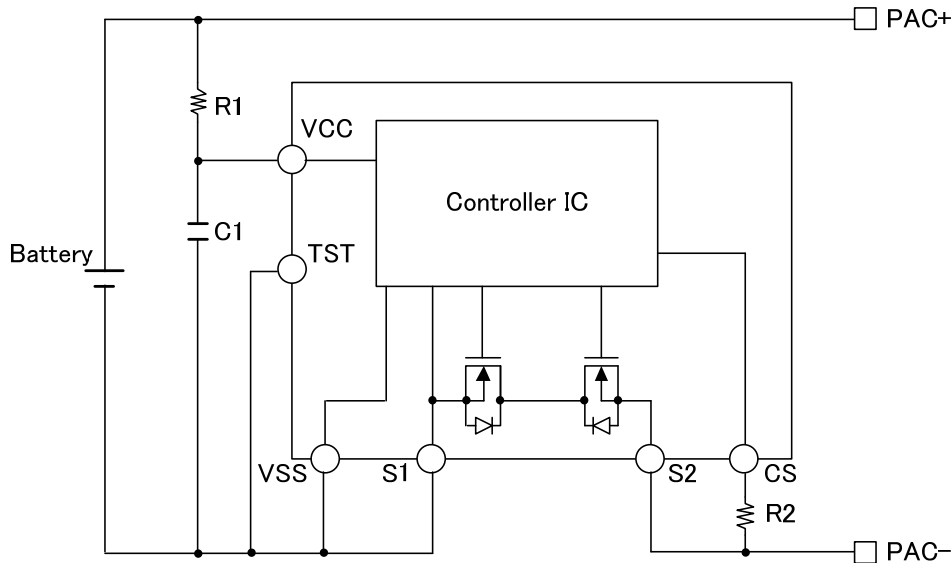 PAC+
R1
VCC
Controller IC
C1
TST
Battery
VSS
S1
S2
CS
R2
PAC−